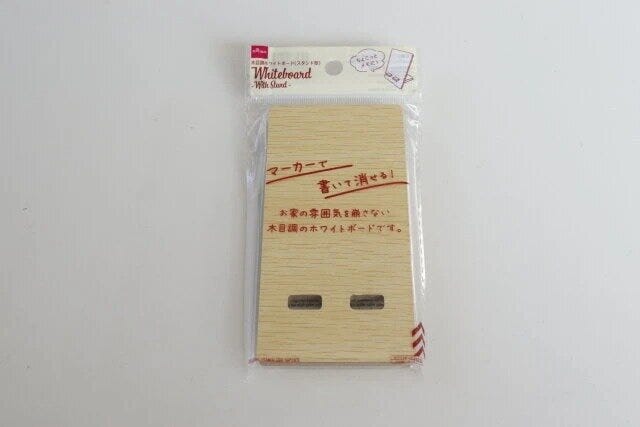 木目調ホワイトボード(スタンド型)
Whiteboard
-With Stand-
マーカーで
書いて消せる!
お家の雰囲気を崩さない
木目調のホワイトボードです。